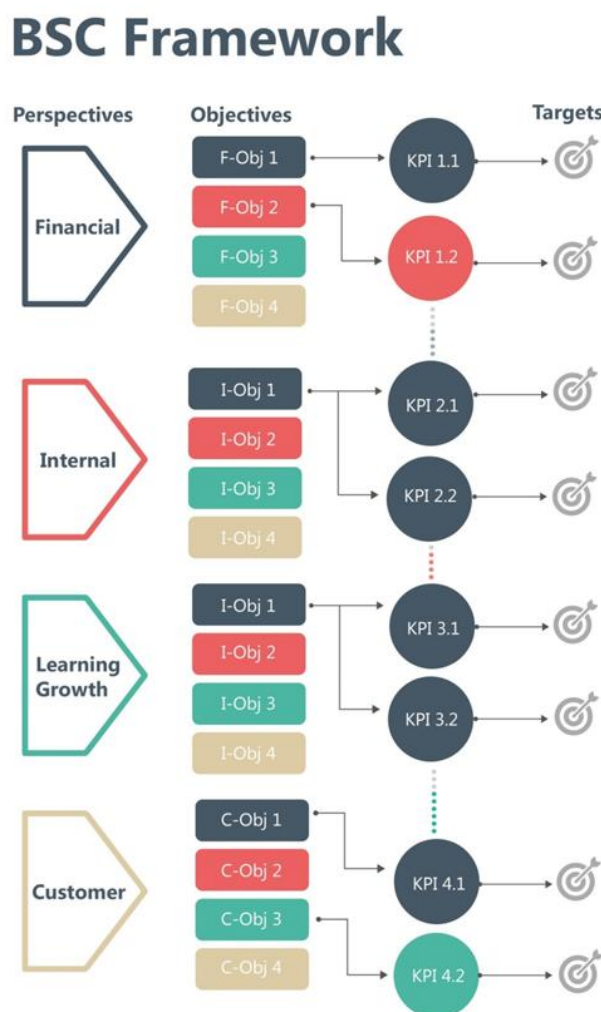 BSC Framework
Perspectives
Objectives
Targets
Financial
F-Obj 1
F-Obj 2
F-Obj 3
F-Obj 4
KPI 1.1
KPI 1.2
Internal
I-Obj 1
I-Obj 2
I-Obj 3
I-Obj 4
KPI 2.1
KPI 2.2
Learning
Growth
I-Obj 1
I-Obj 2
I-Obj 3
I-Obj 4
KPI 3.1
KPI 3.2
Customer
C-Obj 1
C-Obj 2
C-Obj 3
C-Obj 4
KPI 4.1
KPI 4.2